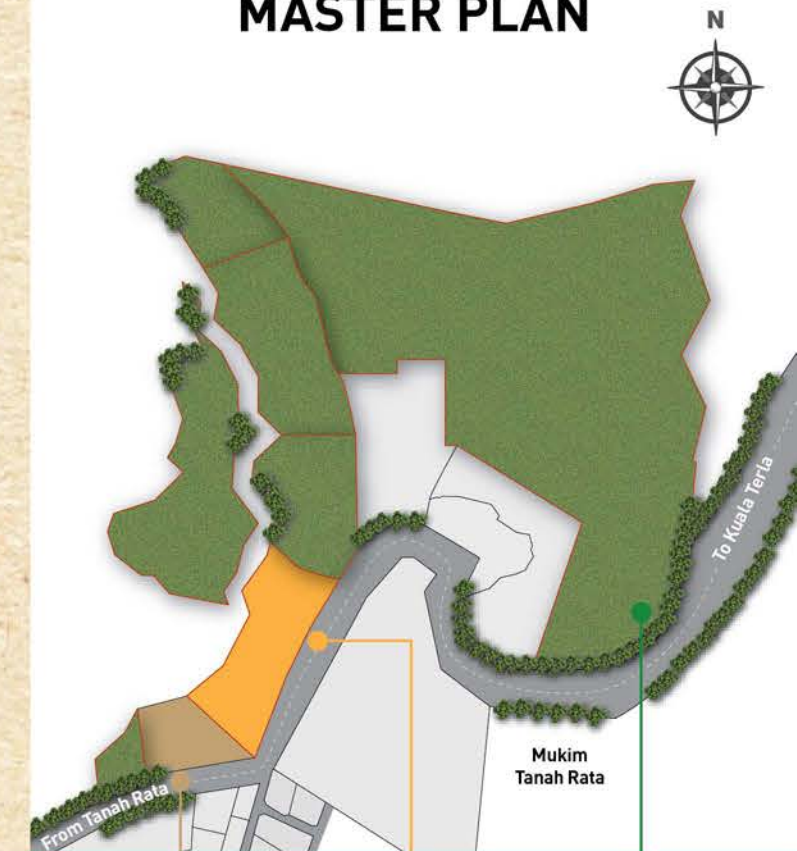 MASTER PLAN
N
To Kuala Terla
Mukim
Tanah Rata
From Tanah Rata